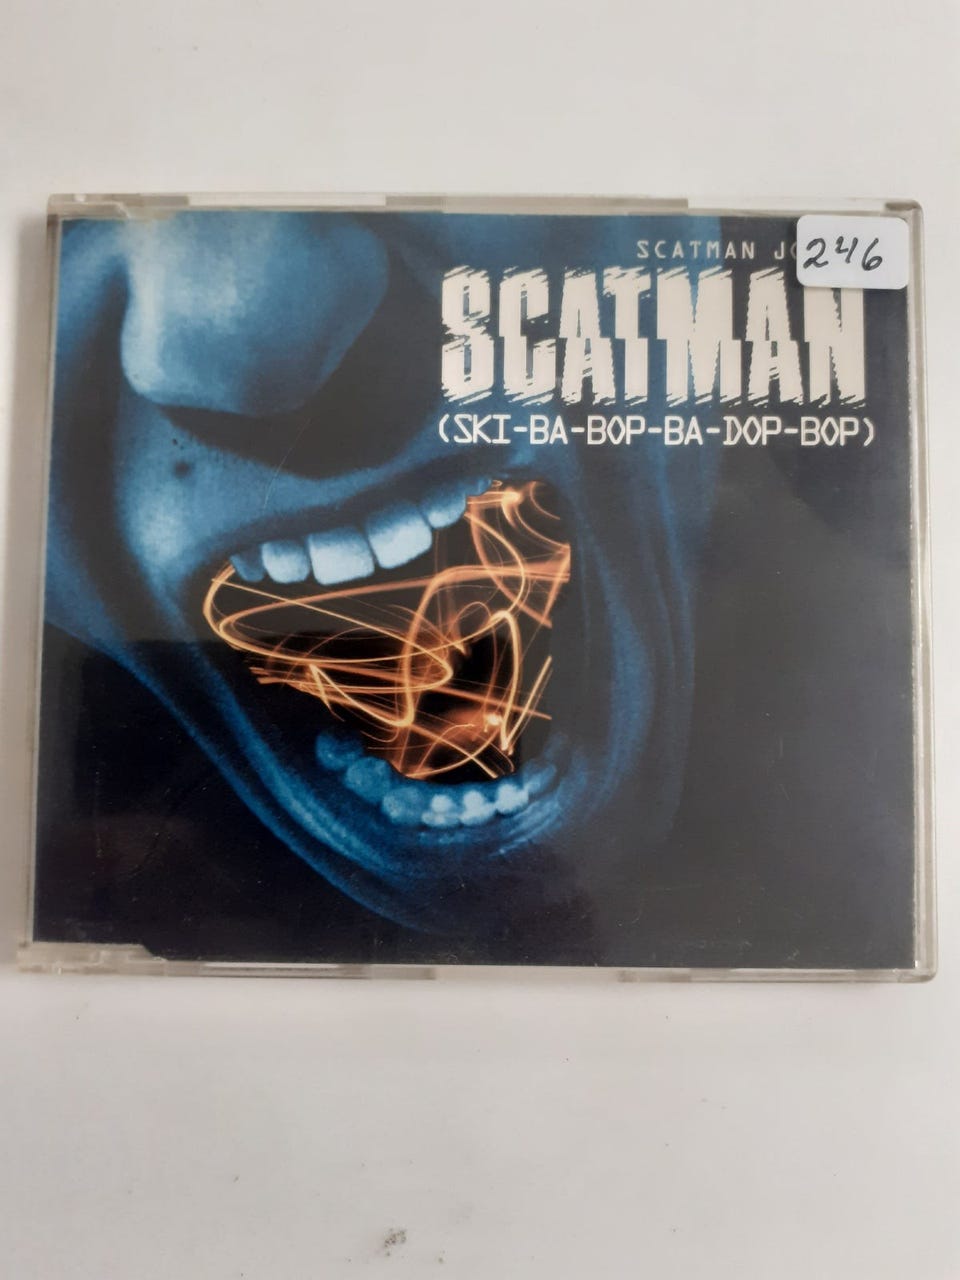 SCATMAN JO
246
SCATMAN
(SKI-BA-BOP-BA-DOP-BOP)